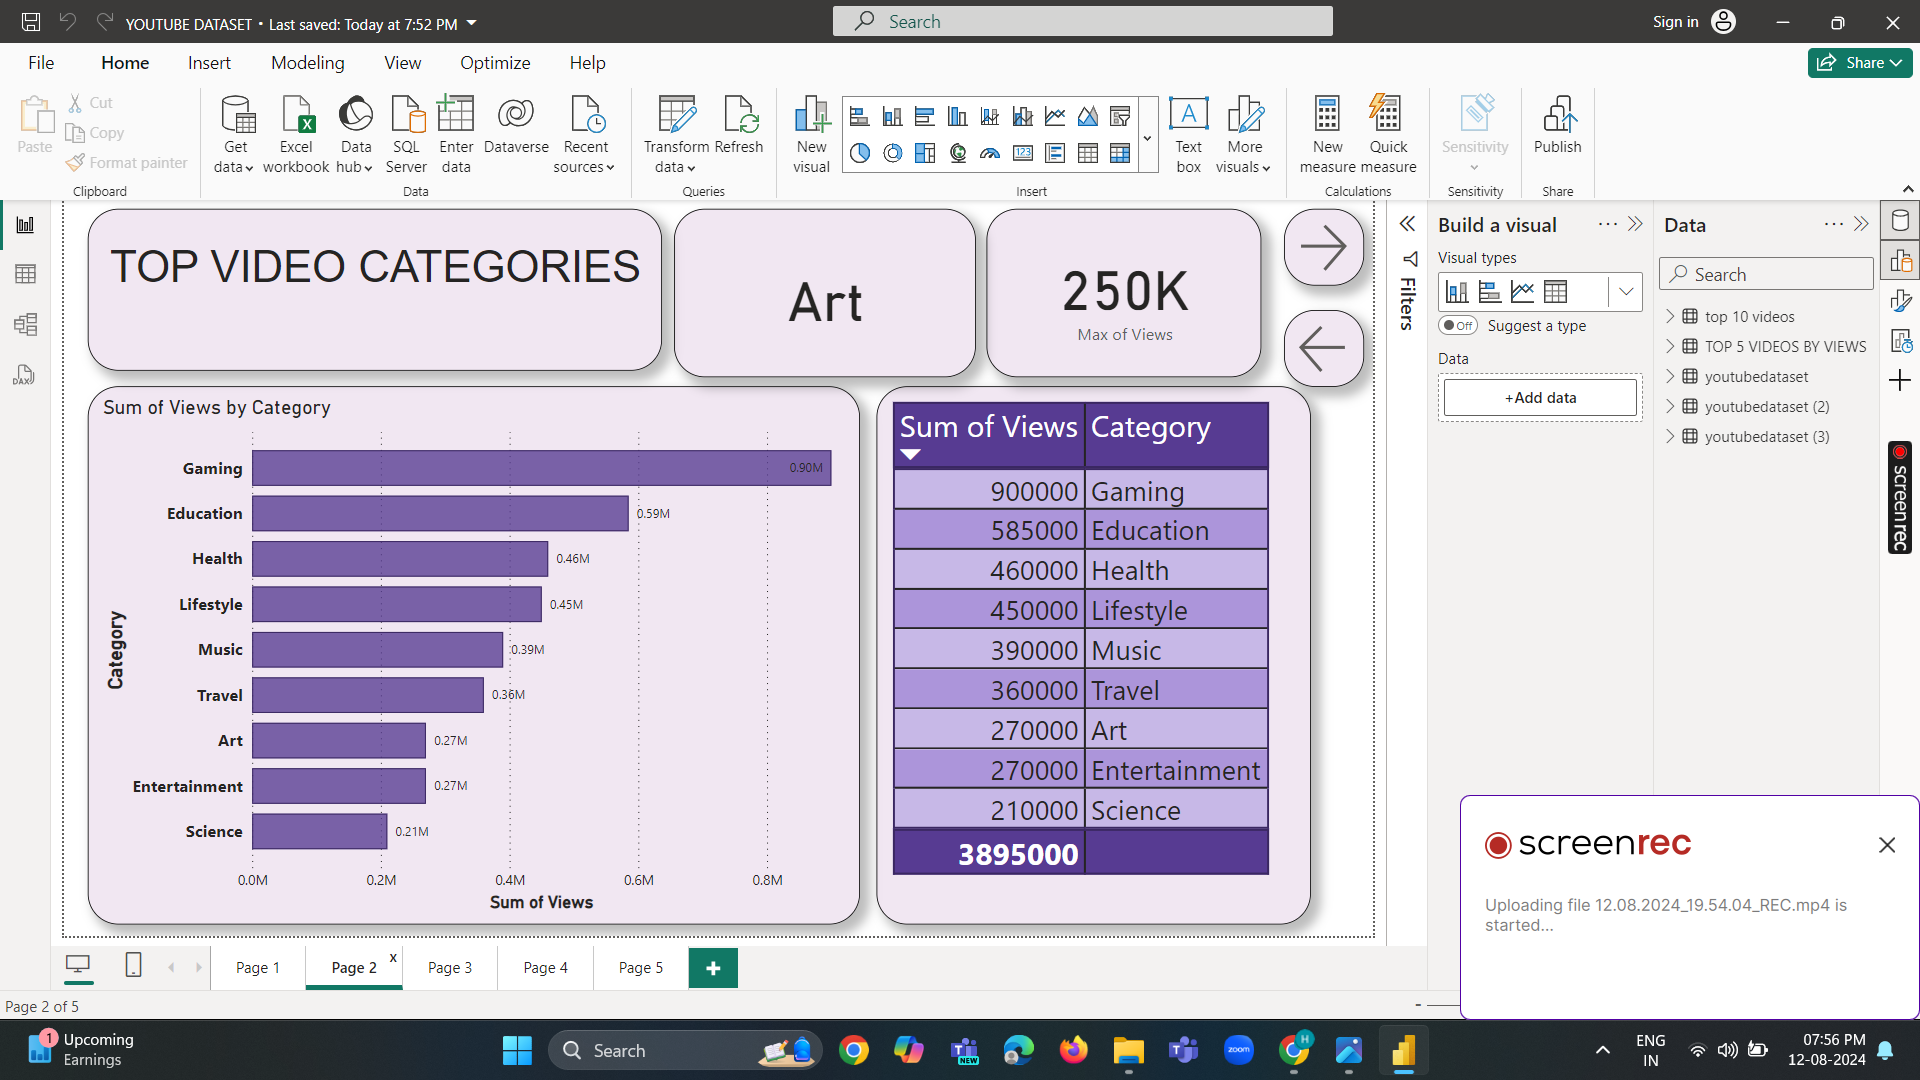 YOUTUBE DATASET • Last saved: Today at 7:52 PM
Search
Sign in
File Home Insert Modeling View Optimize Help
Share
Paste
Cut
Copy
Format painter
Clipboard
Get data
Excel workbook
Data hub
SQL Server
Enter data
Dataverse
Recent sources
Data
Transform data
Refresh
Queries
New visual
123
Insert
A
Text box
More visuals
New measure
Quick measure
Calculations
Sensitivity
Sensitivity
Publish
Share
DAX
TOP VIDEO CATEGORIES
Art
250K
Max of Views
Sum of Views by Category
Category
Gaming 0.90M
Education 0.59M
Health 0.46M
Lifestyle 0.45M
Music 0.39M
Travel 0.36M
Art 0.27M
Entertainment 0.27M
Science 0.21M
0.0M 0.2M 0.4M 0.6M 0.8M
Sum of Views
Sum of Views Category
900000 Gaming
585000 Education
460000 Health
450000 Lifestyle
390000 Music
360000 Travel
270000 Art
270000 Entertainment
210000 Science
3895000
Filters
Build a visual
Visual types
Off Suggest a type
Data
+Add data
Data
Search
top 10 videos
TOP 5 VIDEOS BY VIEWS
youtubedataset
youtubedataset (2)
youtubedataset (3)
screenrec
screenrec
Uploading file 12.08.2024_19.54.04_REC.mp4 is
started...
Page 1
Page 2 x
Page 3
Page 4
Page 5
+
Page 2 of 5
-
1
Upcoming
Earnings
Search
NEW
zoom
H
ENG
IN
07:56 PM
12-08-2024